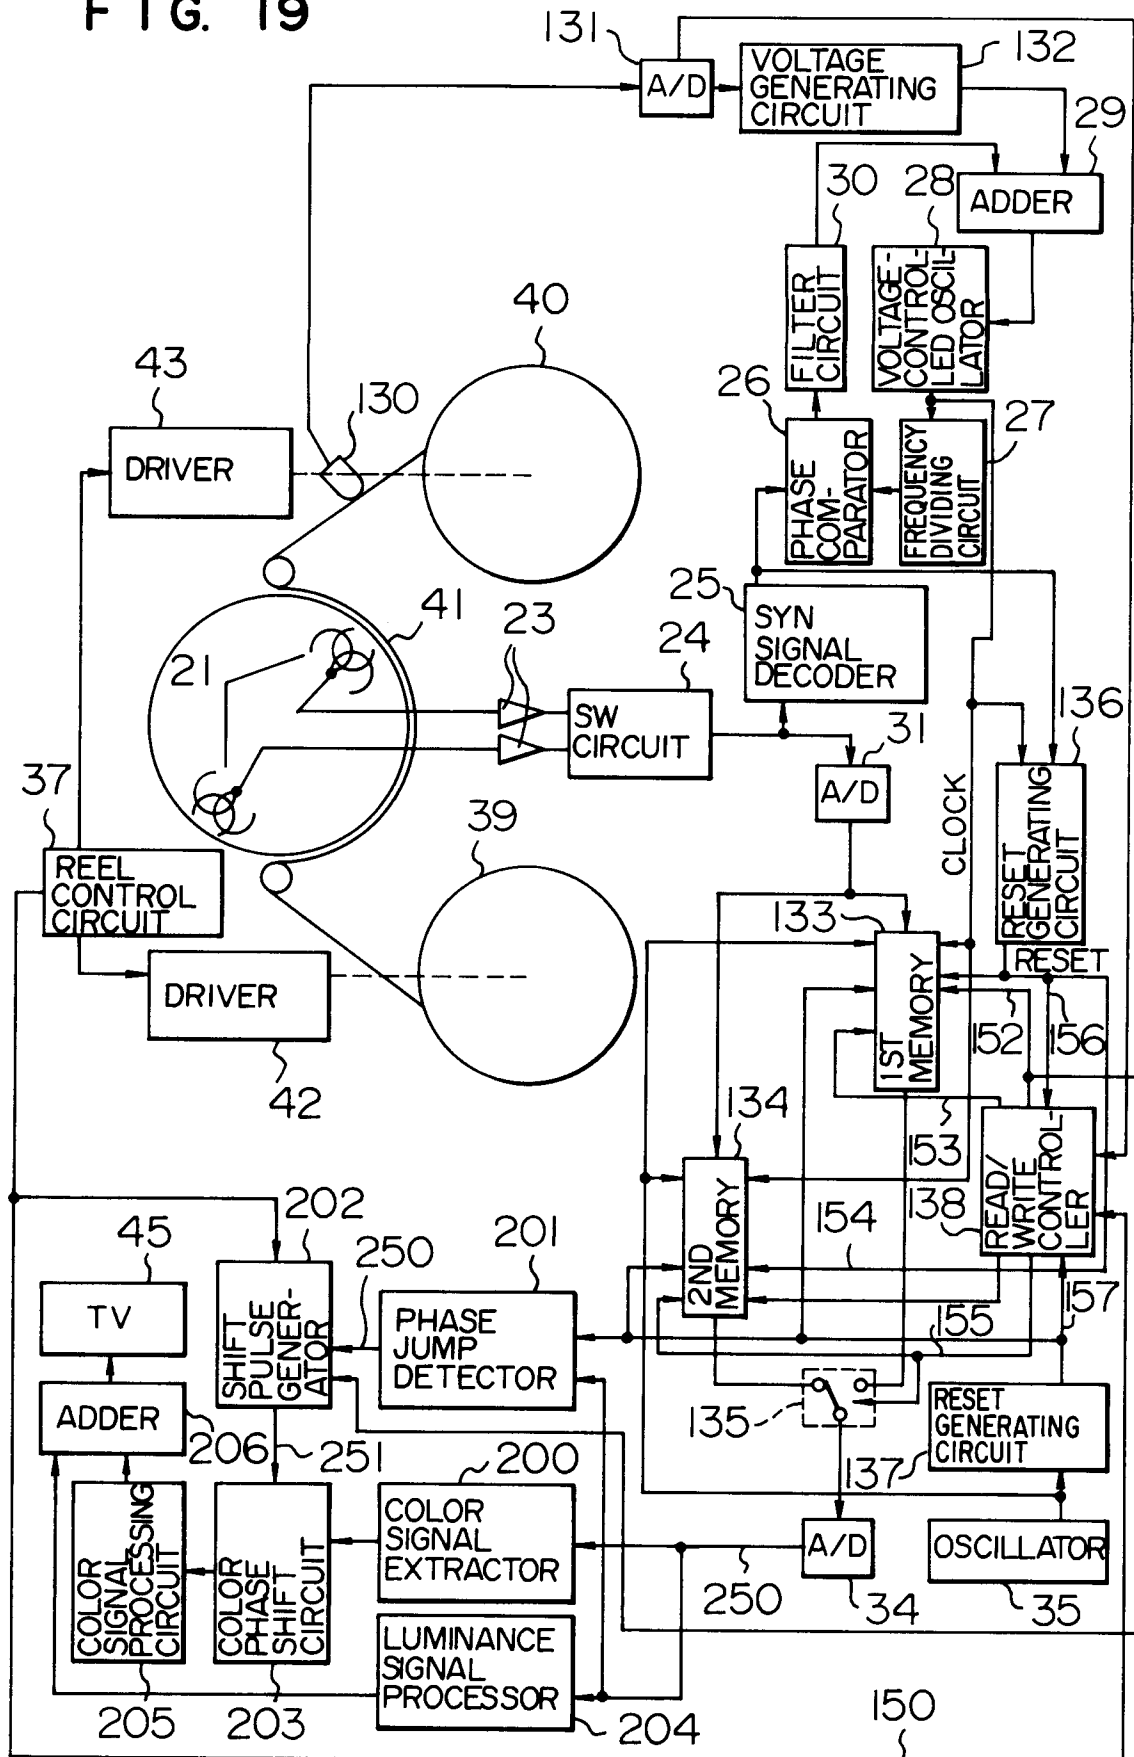 FIG. 19
131
A/D
VOLTAGE
GENERATING
CIRCUIT
132
29
ADDER
30
28
FILTER
CIRCUIT
VOLTAGE-
CONTROL-
LED OSCIL-
LATOR
40
43
130
DRIVER
26
27
PHASE
COM-
PARATOR
FREQUENCY
DIVIDING
CIRCUIT
25
SYN
SIGNAL
DECODER
41
23
24
21
SW
CIRCUIT
136
31
A/D
CLOCK
RESET
GENERATING
CIRCUIT
37
REEL
CONTROL
CIRCUIT
39
133
1ST
MEMORY
RESET
152
156
DRIVER
42
134
153
138
READ/
WRITE
CONTROL-
LER
2ND
MEMORY
154
202
201
45
250
TV
SHIFT
PULSE
GENER-
ATOR
PHASE
JUMP
DETECTOR
157
155
ADDER
206
251
135
RESET
GENERATING
CIRCUIT
137
200
COLOR
SIGNAL
PROCESSING
CIRCUIT
COLOR
PHASE
SHIFT
CIRCUIT
COLOR
SIGNAL
EXTRACTOR
A/D
OSCILLATOR
250
34
35
LUMINANCE
SIGNAL
PROCESSOR
205
203
204
150